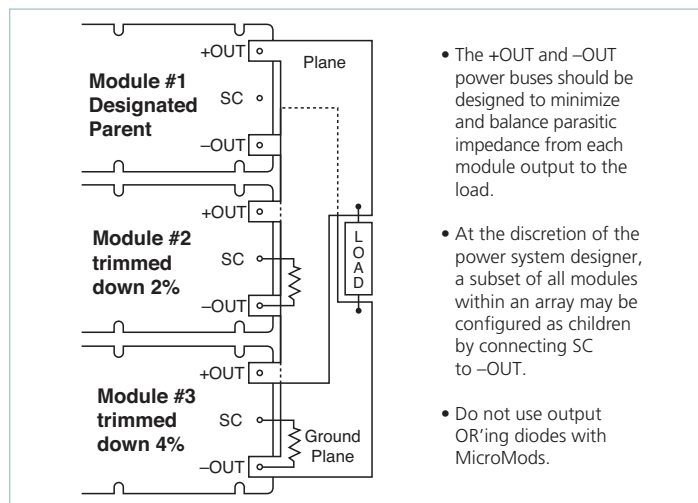 +OUT
Plane
Module #1
Designated
Parent
SC
–OUT
+OUT
Module #2
trimmed
down 2%
SC
–OUT
LOAD
+OUT
Module #3
trimmed
down 4%
SC
Ground
Plane
–OUT
• The +OUT and –OUT
power buses should be
designed to minimize
and balance parasitic
impedance from each
module output to the
load.
• At the discretion of the
power system designer,
a subset of all modules
within an array may be
configured as children
by connecting SC
to –OUT.
• Do not use output
OR'ing diodes with
MicroMods.